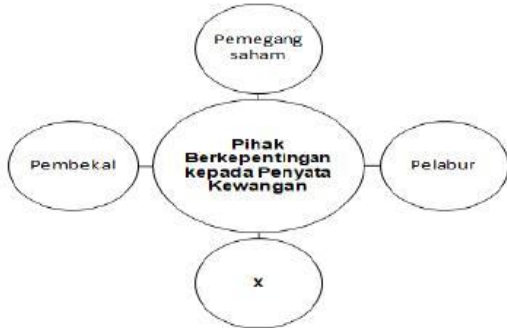 Pemegang
saham
Pembekal
Pihak
Berkepentingan
kepada Penyata
Kewangan
Pelabur
x